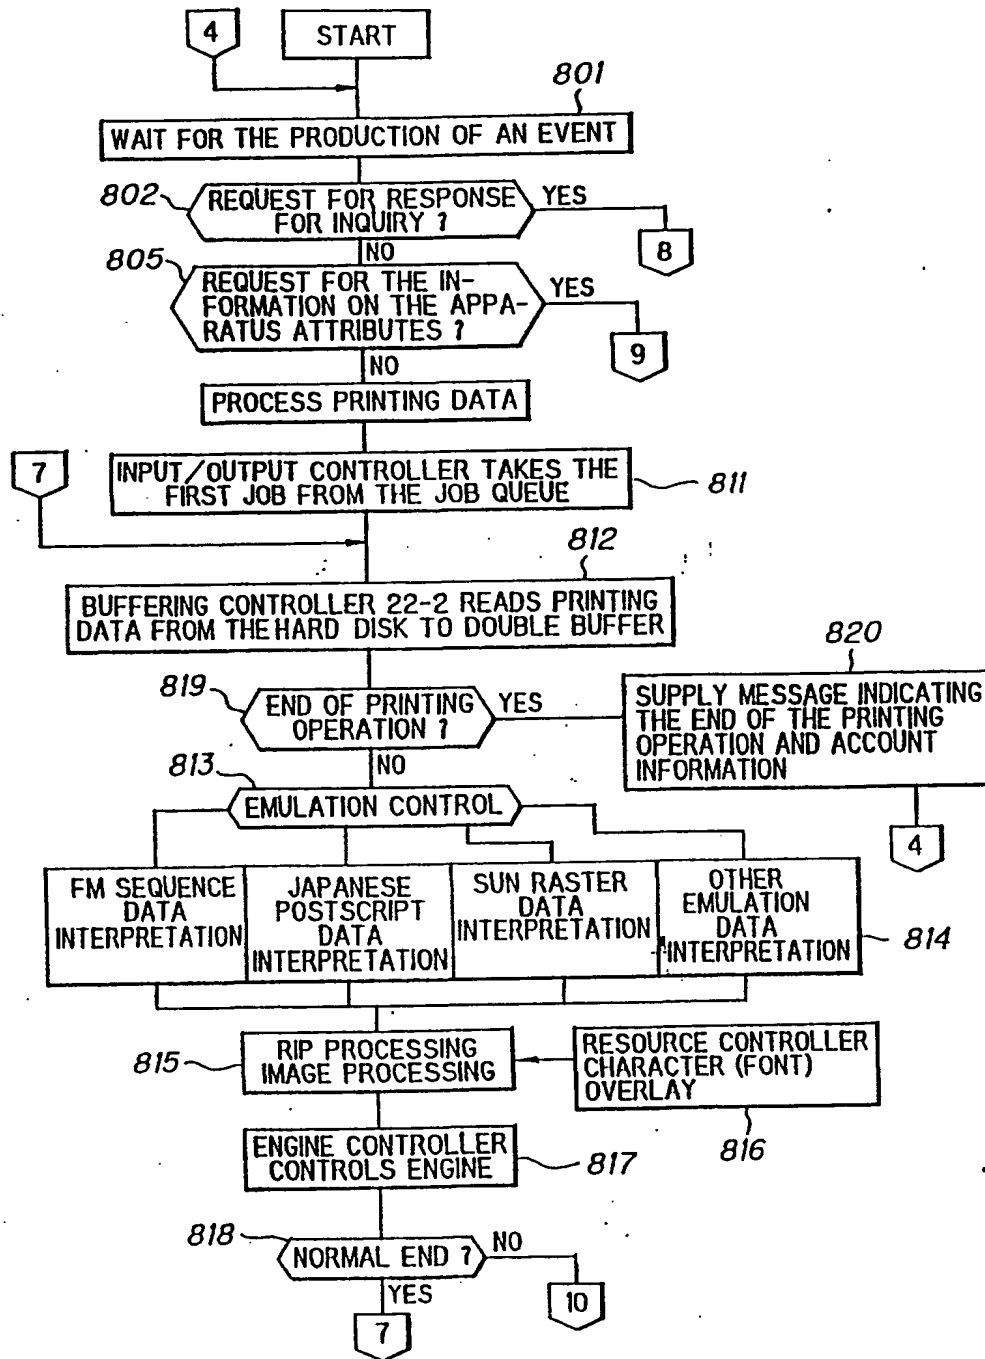 4
START
801
WAIT FOR THE PRODUCTION OF AN EVENT
802
REQUEST FOR RESPONSE
FOR INQUIRY ?
YES
8
NO
805
REQUEST FOR THE IN-
FORMATION ON THE APPA-
RATUS ATTRIBUTES ?
YES
9
NO
PROCESS PRINTING DATA
7
INPUT/OUTPUT CONTROLLER TAKES THE
FIRST JOB FROM THE JOB QUEUE
811
812
BUFFERING CONTROLLER 22-2 READS PRINTING
DATA FROM THE HARD DISK TO DOUBLE BUFFER
819
END OF PRINTING
OPERATION ?
YES
820
SUPPLY MESSAGE INDICATING
THE END OF THE PRINTING
OPERATION AND ACCOUNT
INFORMATION
4
NO
813
EMULATION CONTROL
FM SEQUENCE
DATA
INTERPRETATION
JAPANESE
POSTSCRIPT
DATA
INTERPRETATION
SUN RASTER
DATA
INTERPRETATION
OTHER
EMULATION
DATA
INTERPRETATION
814
815
RIP PROCESSING
IMAGE PROCESSING
RESOURCE CONTROLLER
CHARACTER (FONT)
OVERLAY
816
ENGINE CONTROLLER
CONTROLS ENGINE
817
818
NORMAL END ?
NO
10
YES
7